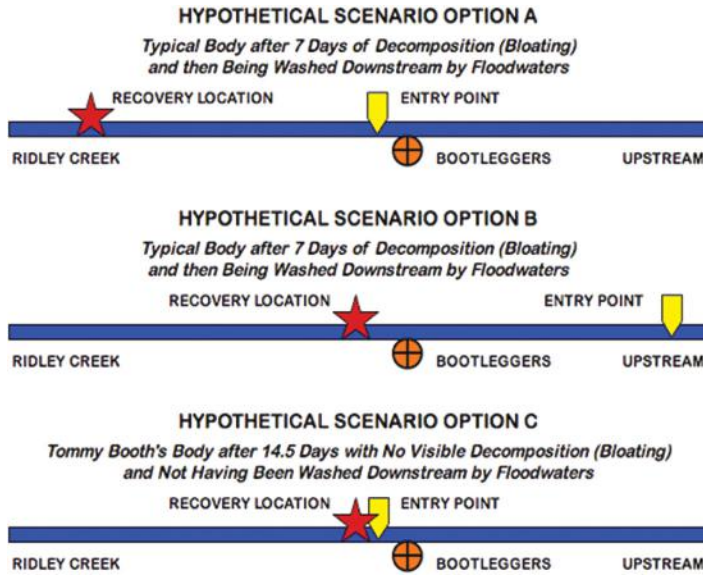 HYPOTHETICAL SCENARIO OPTION A
Typical Body after 7 Days of Decomposition (Bloating)
and then Being Washed Downstream by Floodwaters
RECOVERY LOCATION ENTRY POINT
RIDLEY CREEK BOOTLEGGERS UPSTREAM
HYPOTHETICAL SCENARIO OPTION B
Typical Body after 7 Days of Decomposition (Bloating)
and then Being Washed Downstream by Floodwaters
RECOVERY LOCATION ENTRY POINT
RIDLEY CREEK BOOTLEGGERS UPSTREAM
HYPOTHETICAL SCENARIO OPTION C
Tommy Booth's Body after 14.5 Days with No Visible Decomposition (Bloating)
and Not Having Been Washed Downstream by Floodwaters
RECOVERY LOCATION ENTRY POINT
RIDLEY CREEK BOOTLEGGERS UPSTREAM